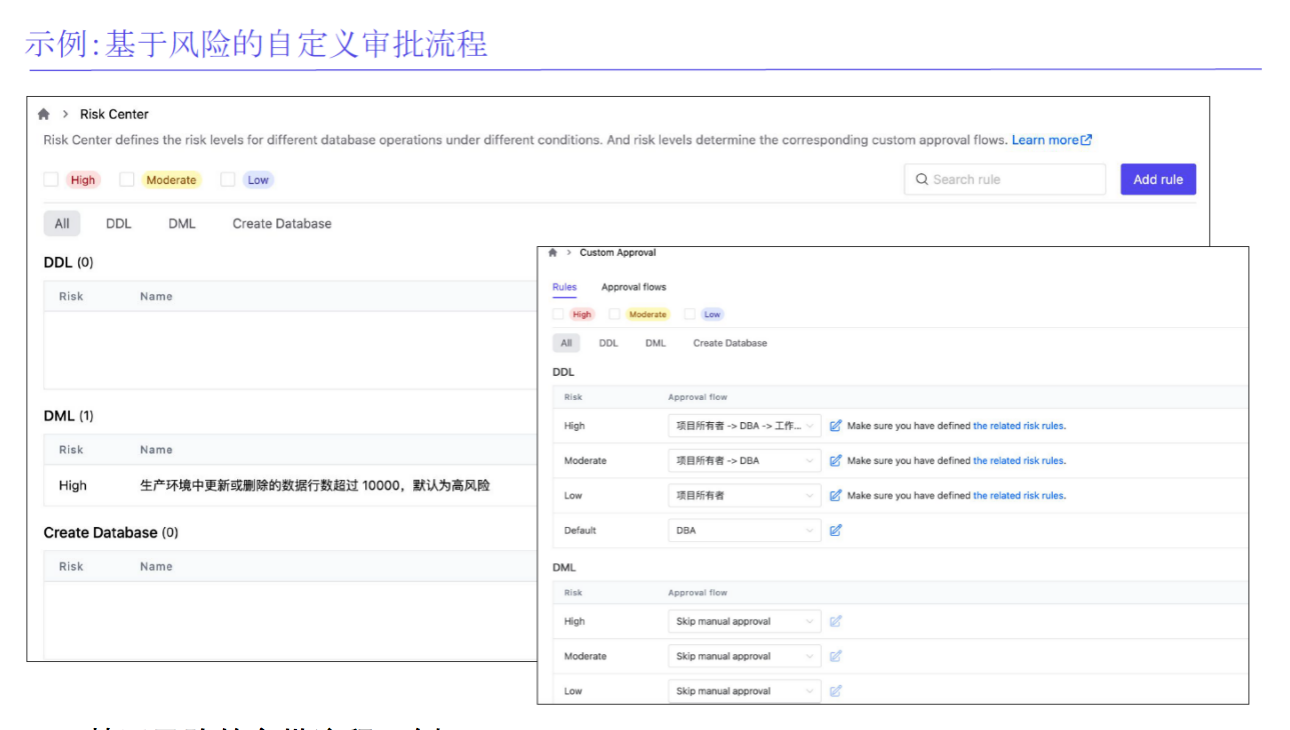 示例:基于风险的自定义审批流程
Risk Center
Risk Center defines the risk levels for different database operations under different conditions. And risk levels determine the corresponding custom approval flows. Learn more
High Moderate Low Search rule Add rule
All DDL DML Create Database
DDL (0)
Risk Name
DML (1)
Risk Name
High 生产环境中更新或删除的数据行数超过 10000，默认为高风险
Create Database (0)
Risk Name
Custom Approval
Rules Approval flows
High Moderate Low
All DDL DML Create Database
DDL
Risk Approval flow
High 项目所有者 -> DBA -> 工作... Make sure you have defined the related risk rules.
Moderate 项目所有者 -> DBA Make sure you have defined the related risk rules.
Low 项目所有者 Make sure you have defined the related risk rules.
Default DBA
DML
Risk Approval flow
High Skip manual approval
Moderate Skip manual approval
Low Skip manual approval